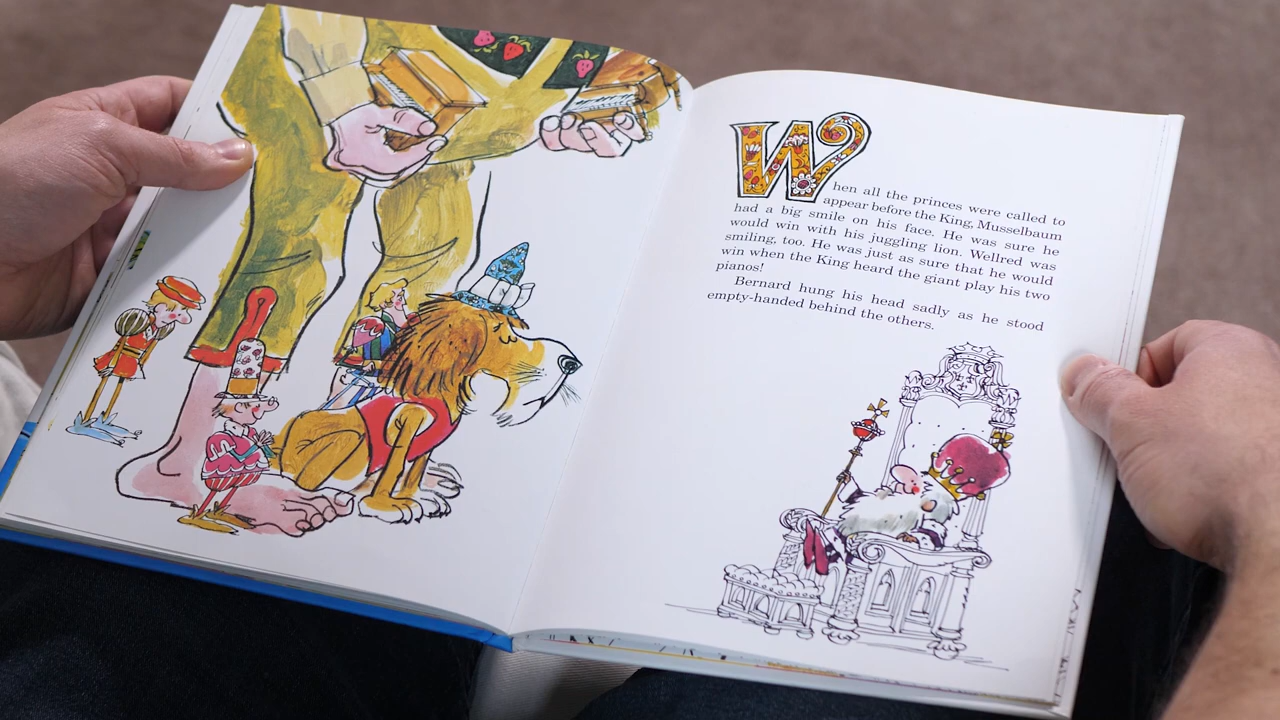 When all the princes were called to
appear before the King, Musselbaum
had a big smile on his face. He was sure he
would win with his juggling lion. Wellred was
smiling, too. He was just as sure that he would
win when the King heard the giant play his two
pianos!
Bernard hung his head sadly as he stood
empty-handed behind the others.